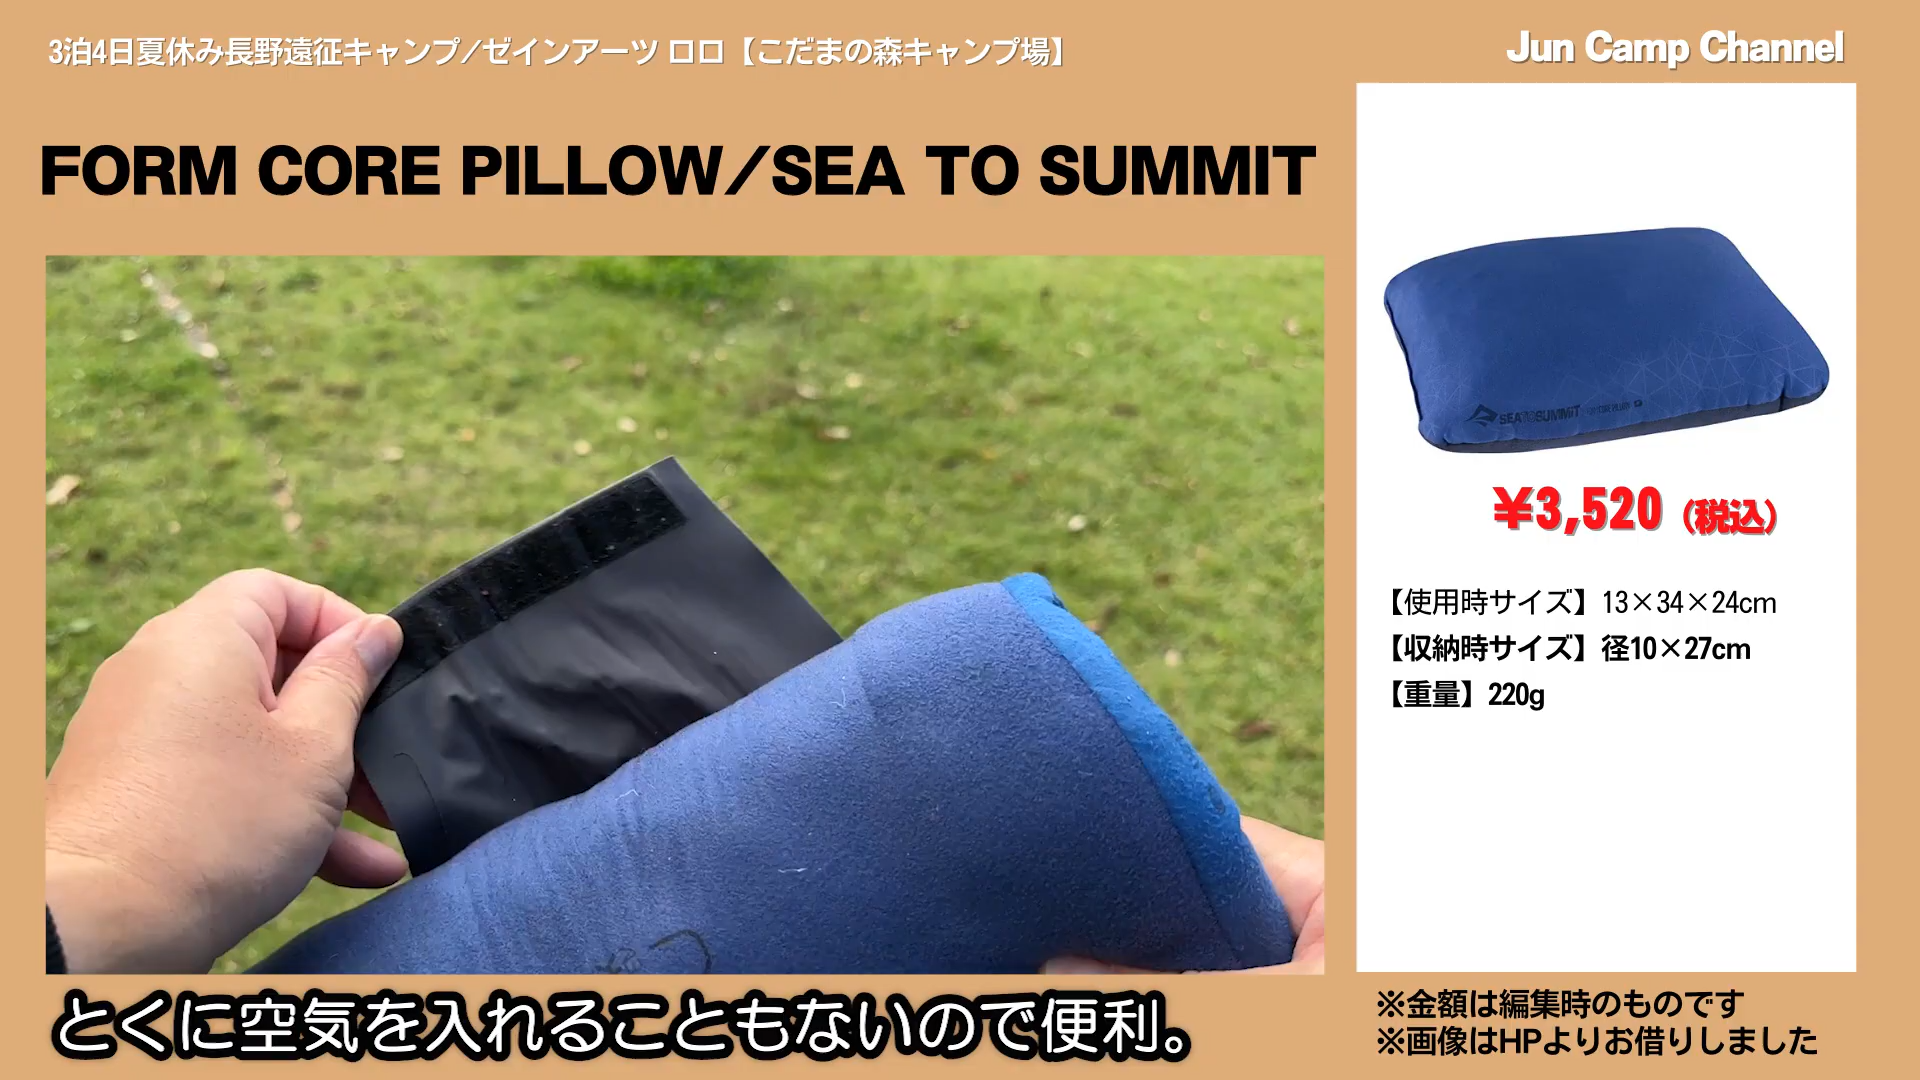 3泊4日夏休み長野遠征キャンプ/ゼインアーツ ロロ【こだまの森キャンプ場】
Jun Camp Channel
FORM CORE PILLOW/SEA TO SUMMIT
SEATOSUMMIT
¥3,520（税込）
【使用時サイズ】13×34×24cm
【収納時サイズ】径10×27cm
【重量】220g
とくに空気を入れることもないので便利。
※金額は編集時のものです
※画像はHPよりお借りしました